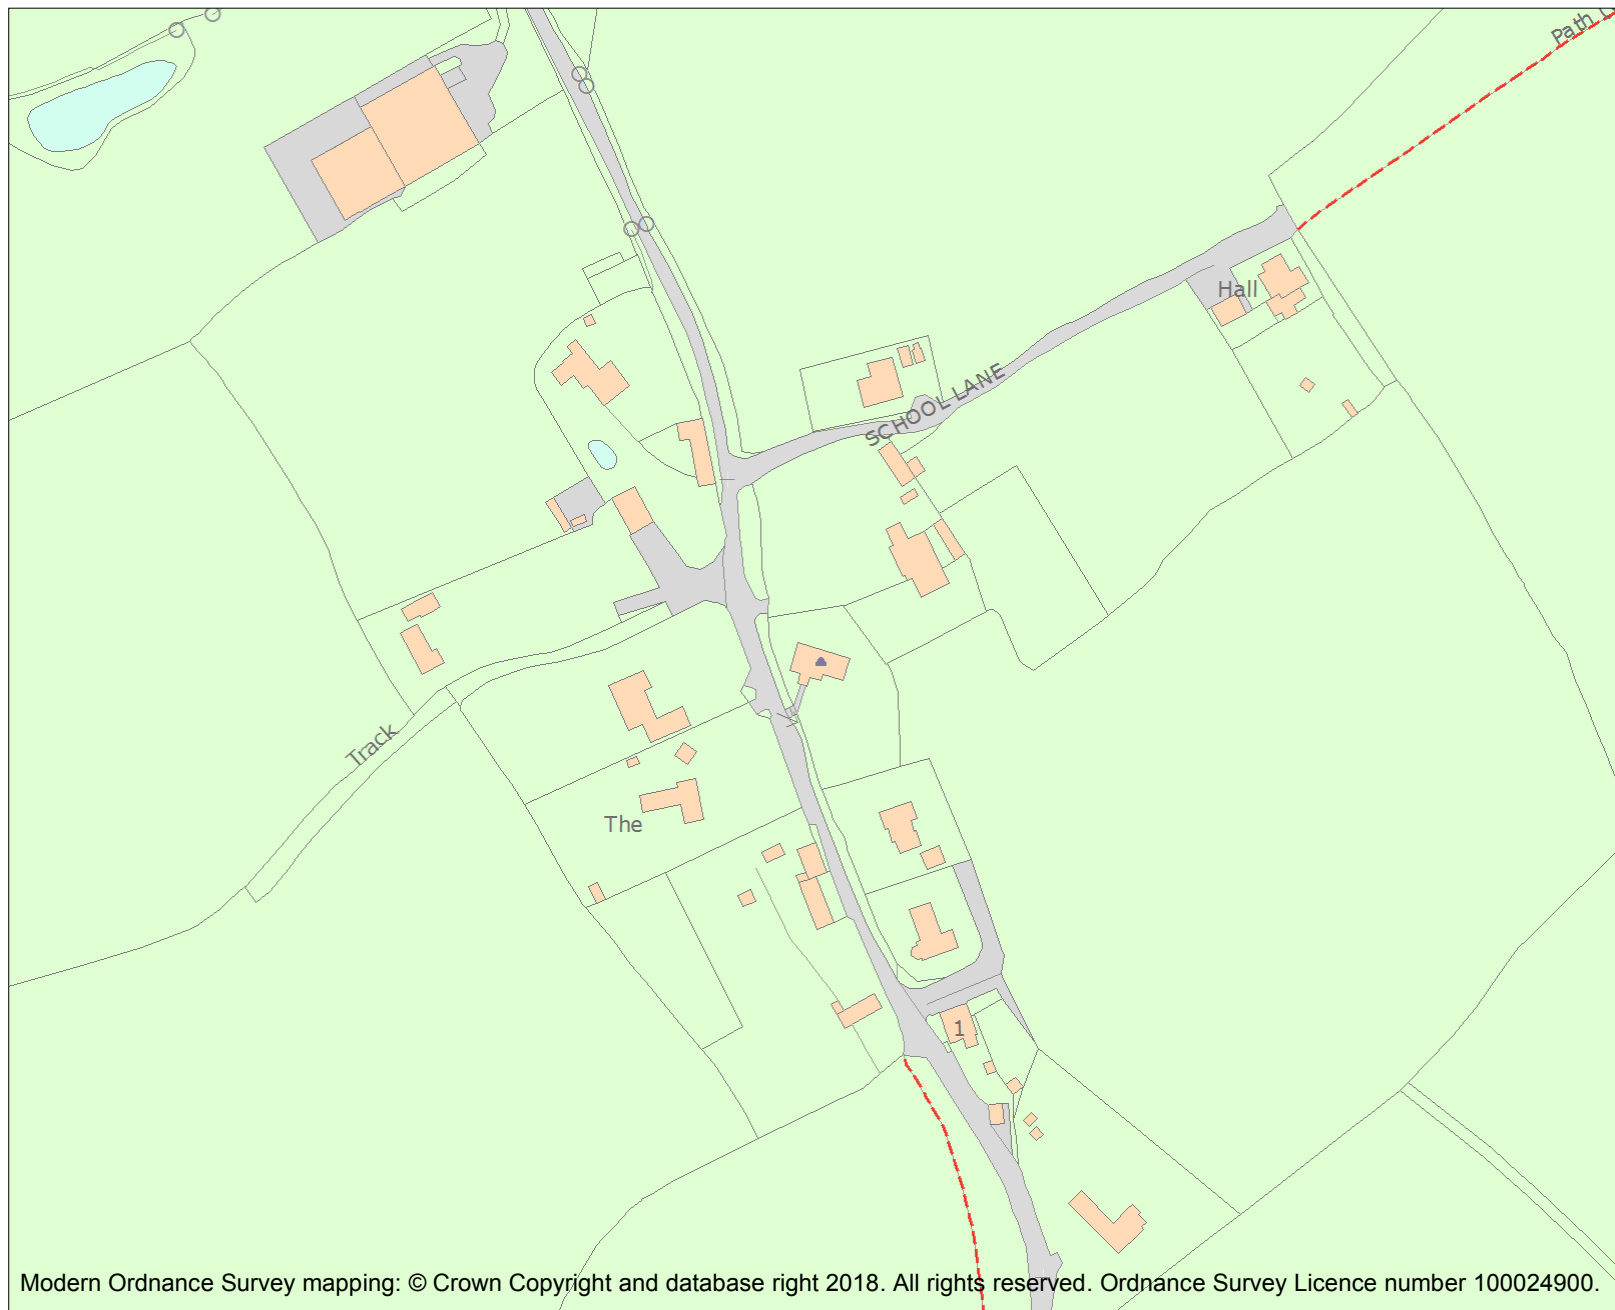 Path
Hall
SCHOOL LANE
Track
The
1
Modern Ordnance Survey mapping: © Crown Copyright and database right 2018. All rights reserved. Ordnance Survey Licence number 100024900.